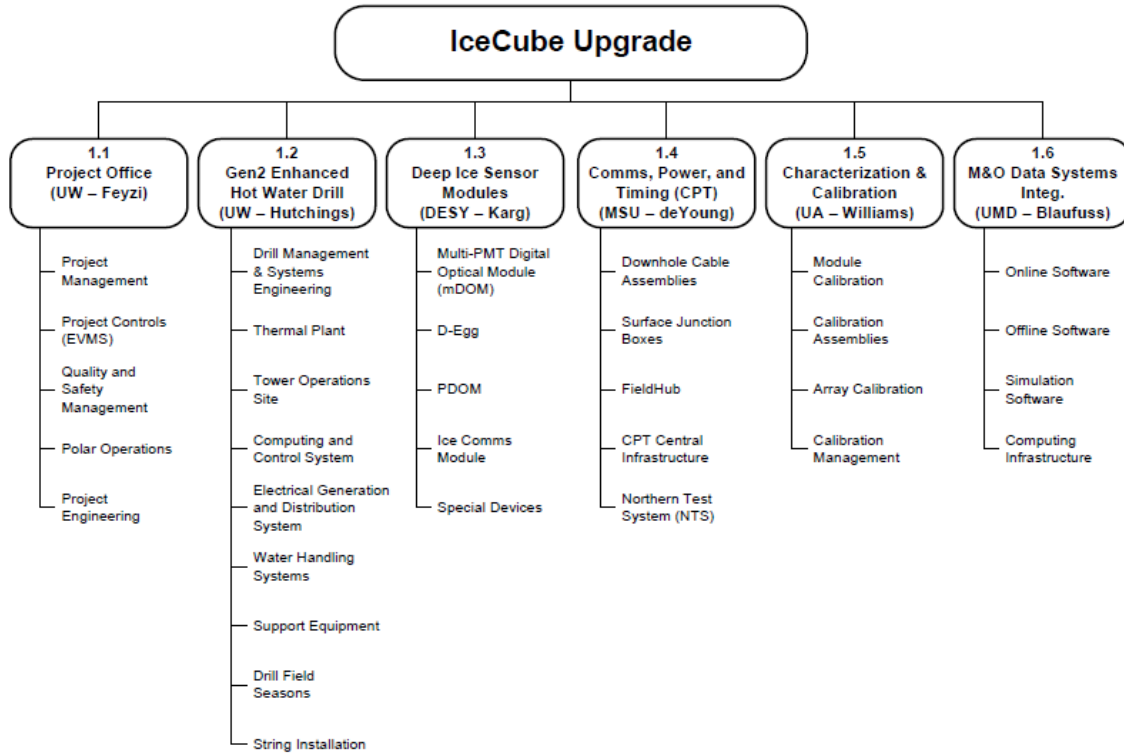 IceCube Upgrade
1.1
Project Office
(UW – Feyzi)
Project
Management
Project Controls
(EVMS)
Quality and
Safety
Management
Polar Operations
Project
Engineering
1.2
Gen2 Enhanced
Hot Water Drill
(UW – Hutchings)
Drill Management
& Systems
Engineering
Thermal Plant
Tower Operations
Site
Computing and
Control System
Electrical Generation
and Distribution
System
Water Handling
Systems
Support Equipment
Drill Field
Seasons
String Installation
1.3
Deep Ice Sensor
Modules
(DESY – Karg)
Multi-PMT Digital
Optical Module
(mDOM)
D-Egg
PDOM
Ice Comms
Module
Special Devices
1.4
Comms, Power, and
Timing (CPT)
(MSU – deYoung)
Downhole Cable
Assemblies
Surface Junction
Boxes
FieldHub
CPT Central
Infrastructure
Northern Test
System (NTS)
1.5
Characterization &
Calibration
(UA – Williams)
Module
Calibration
Calibration
Assemblies
Array Calibration
Calibration
Management
1.6
M&O Data Systems
Integ.
(UMD – Blaufuss)
Online Software
Offline Software
Simulation
Software
Computing
Infrastructure